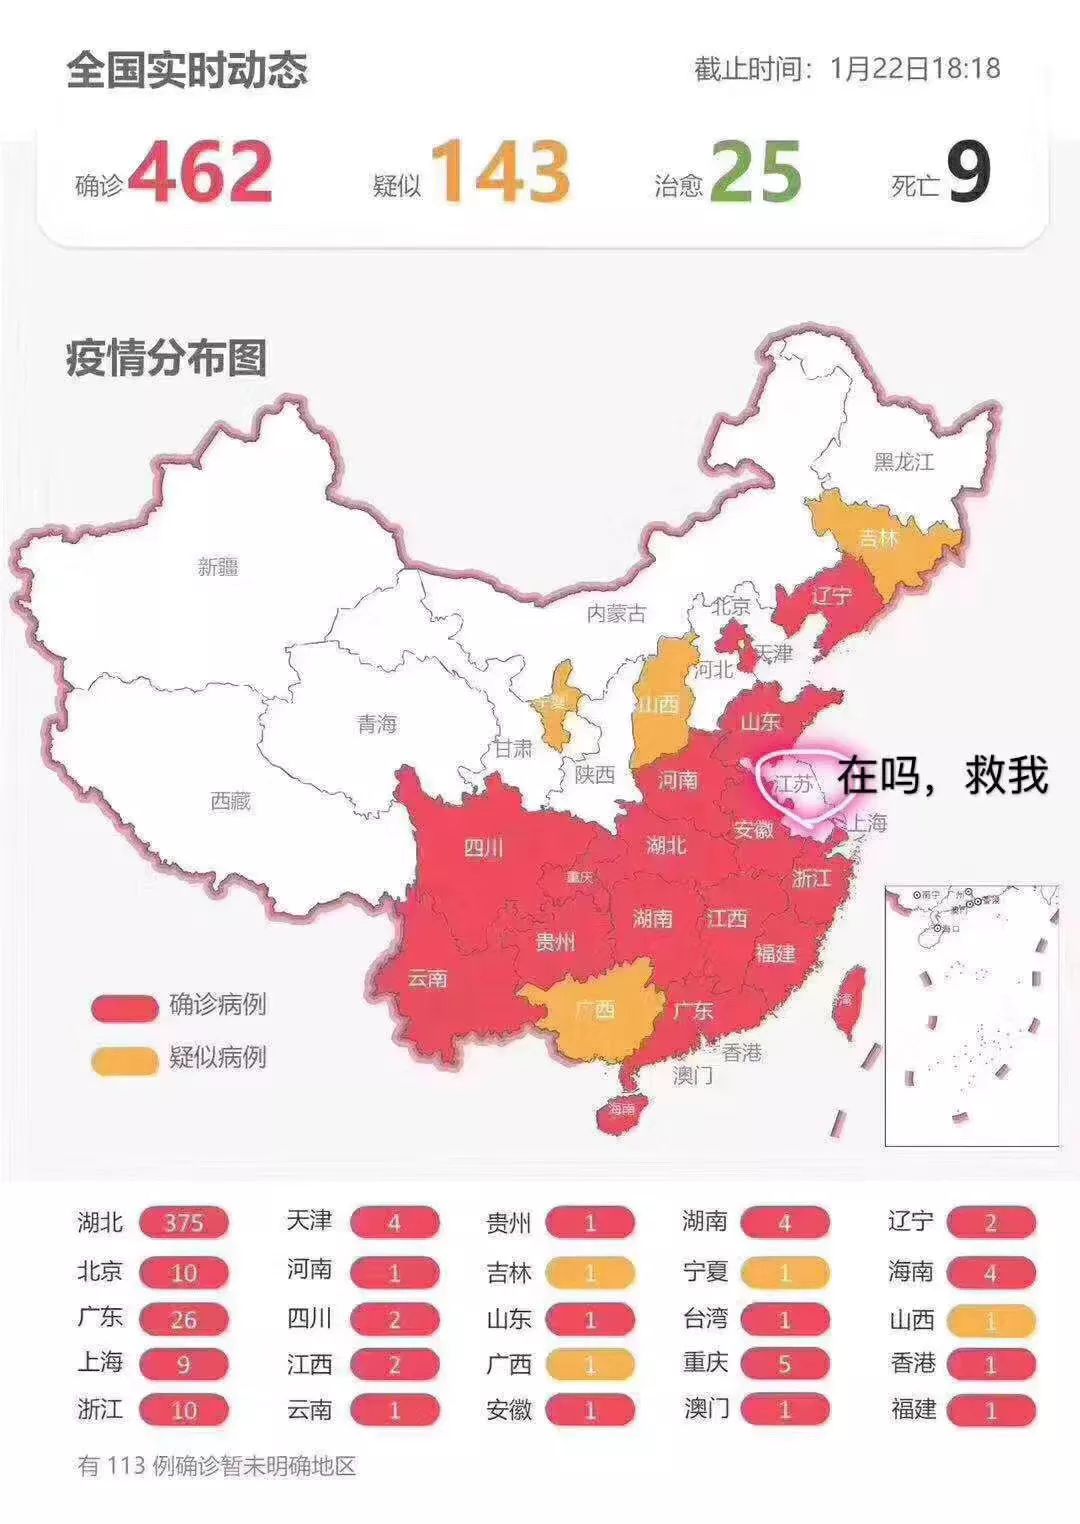 全国实时动态
截止时间：1月22日18:18
确诊 462 疑似 143 治愈 25 死亡 9
疫情分布图
黑龙江
吉林
新疆
辽宁
内蒙古
北京
天津
河北
宁夏
山西
青海
山东
甘肃
陕西
河南
江苏
在吗，救我
西藏
上海
四川
湖北
安徽
重庆
浙江
湖南
江西
贵州
福建
云南
广西
广东
台湾
香港
澳门
海南
南宁
广州
香港
澳门
海口
确诊病例
疑似病例
湖北 375 天津 4 贵州 1 湖南 4 辽宁 2
北京 10 河南 1 吉林 1 宁夏 1 海南 4
广东 26 四川 2 山东 1 台湾 1 山西 1
上海 9 江西 2 广西 1 重庆 5 香港 1
浙江 10 云南 1 安徽 1 澳门 1 福建 1
有 113 例确诊暂未明确地区